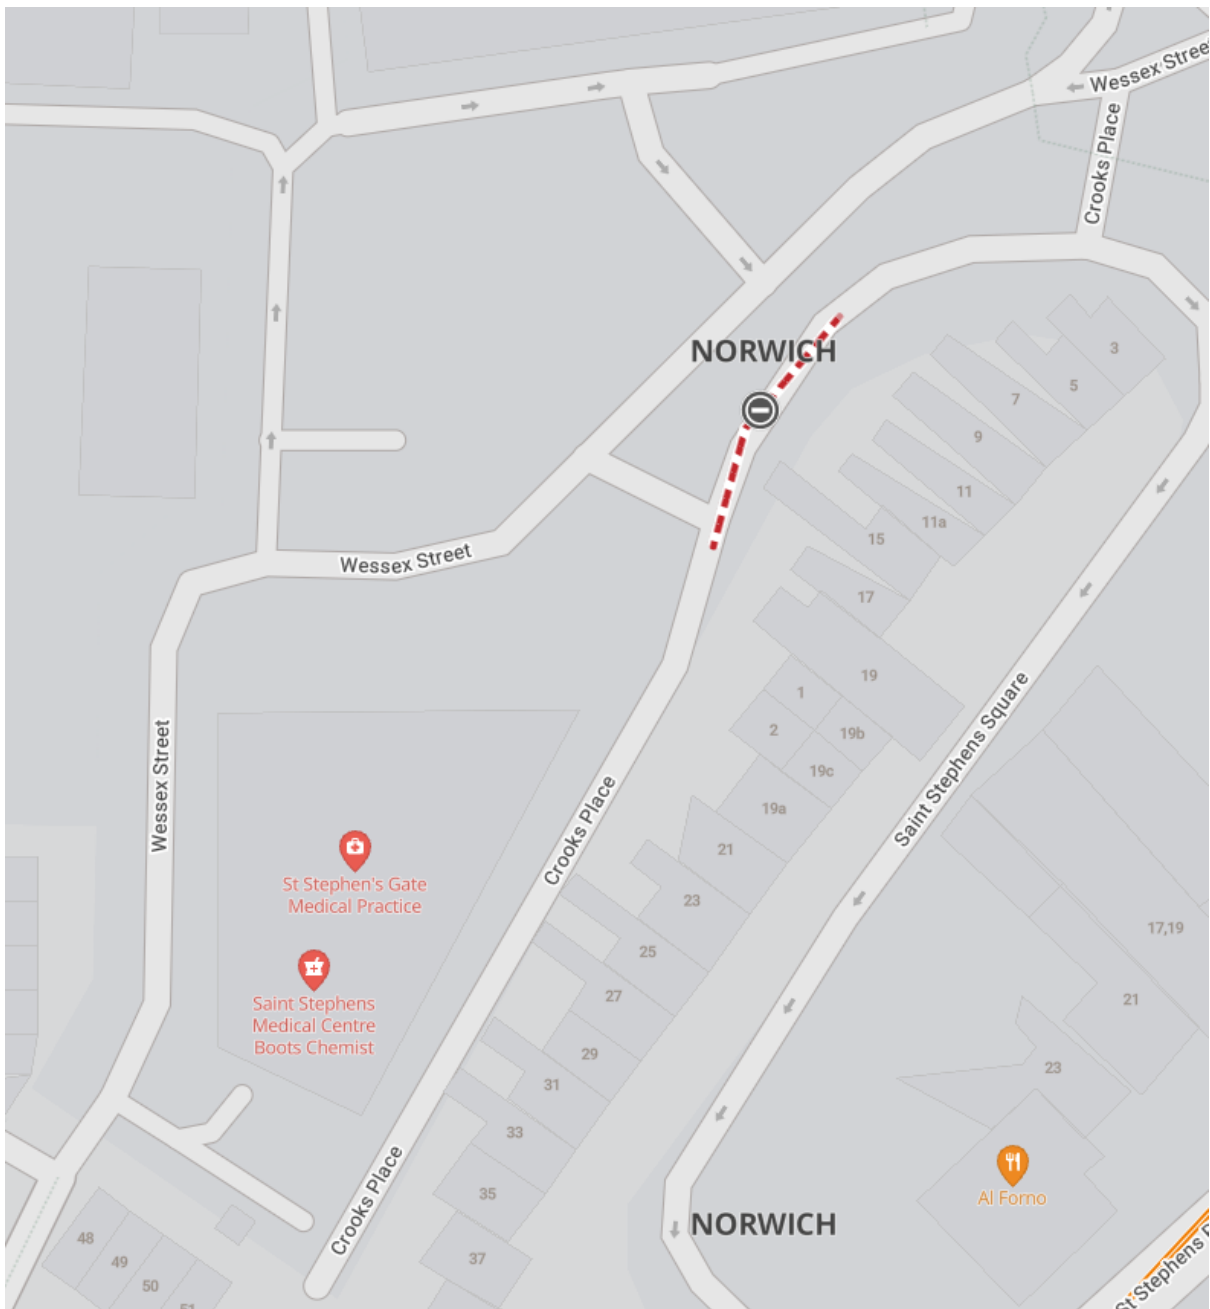 Wessex Street
Crooks Place
NORWICH
3
5
7
9
11
11a
15
17
Wessex Street
19
1
2
19b
19c
19a
21
23
25
27
29
31
33
35
37
Saint Stephens Square
Wessex Street
Crooks Place
St Stephen's Gate
Medical Practice
Saint Stephens
Medical Centre
Boots Chemist
17,19
21
23
Al Forno
Crooks Place
NORWICH
48
49
50
St Stephens